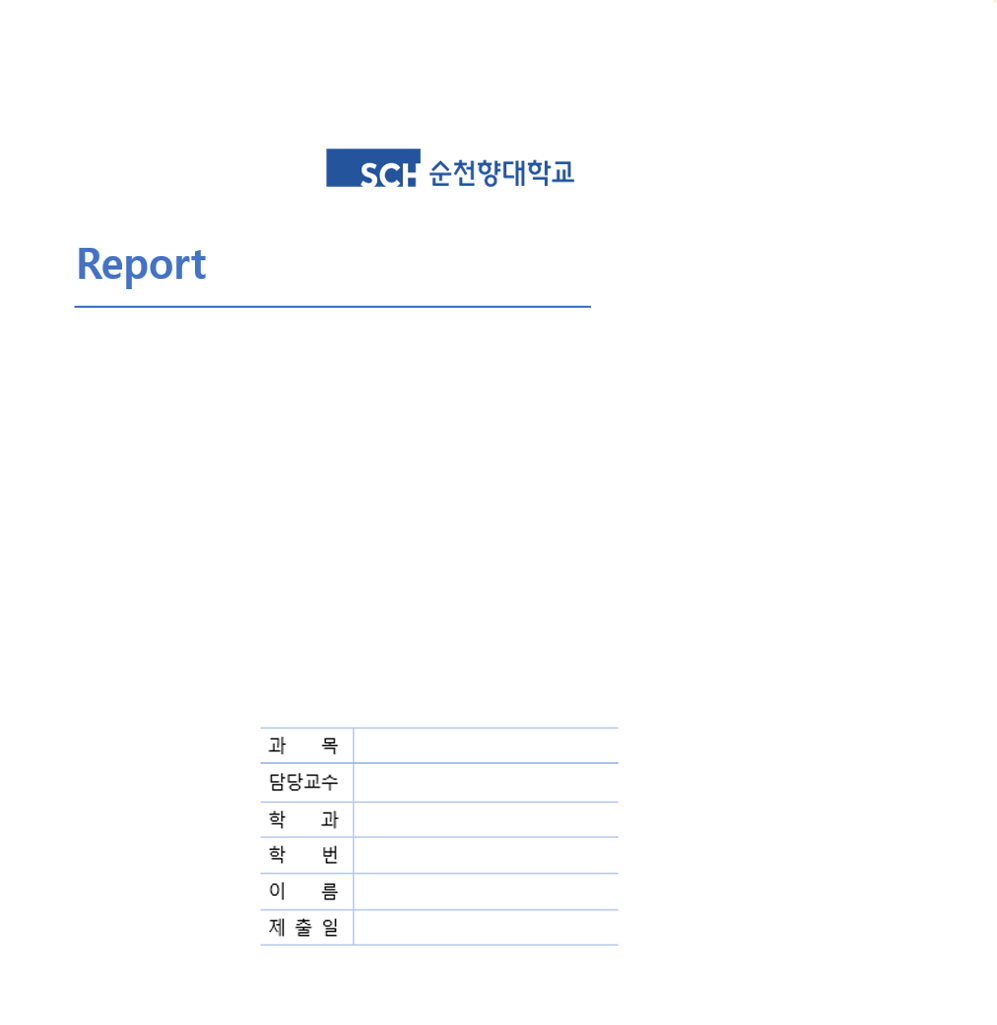 SCH 순천향대학교
Report
과 목
담당교수
학 과
학 번
이 름
제 출 일